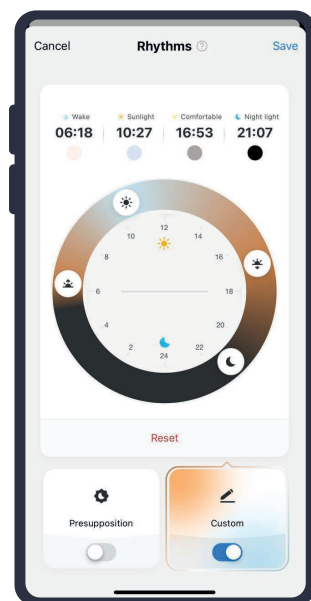 Cancel Rhythms ? Save
Wake Sunlight Comfortable Night light
06:18 10:27 16:53 21:07
12
10 14
8 16
6 18
4 20
2 22
24
Reset
Presupposition Custom